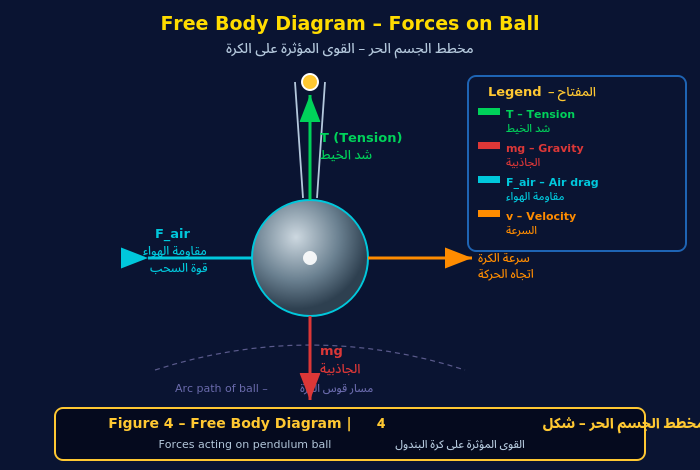 Free Body Diagram – Forces on Ball
مخطط الجسم الحر – القوى المؤثرة على الكرة
Legend – المفتاح
T – Tension
شد الخيط
mg – Gravity
الجاذبية
F_air – Air drag
مقاومة الهواء
v – Velocity
السرعة
T (Tension)
شد الخيط
F_air
مقاومة الهواء
قوة السحب
سرعة الكرة
اتجاه الحركة
mg
الجاذبية
Arc path of ball – مسار قوس الكرة
Figure 4 – Free Body Diagram | مخطط الجسم الحر – شكل 4
Forces acting on pendulum ball القوى المؤثرة على كرة البندول